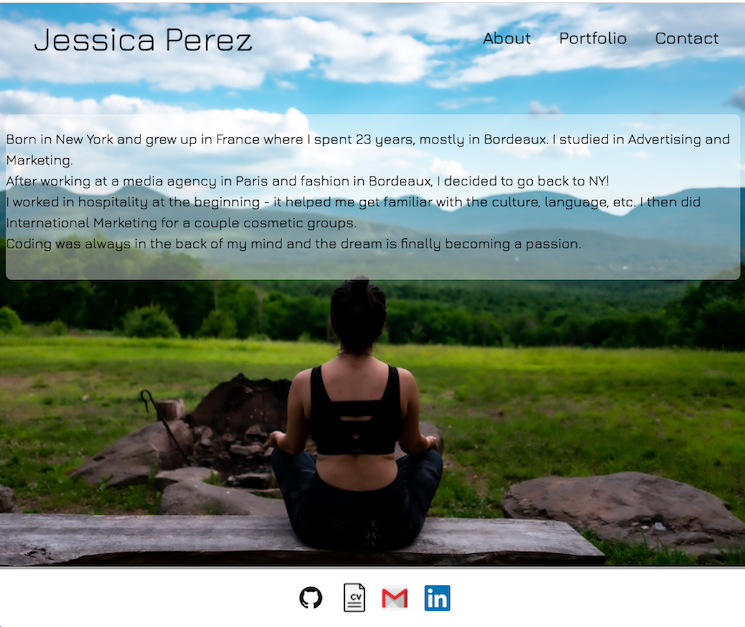 Jessica Perez
About Portfolio Contact
Born in New York and grew up in France where I spent 23 years, mostly in Bordeaux. I studied in Advertising and
Marketing.
After working at a media agency in Paris and fashion in Bordeaux, I decided to go back to NY!
I worked in hospitality at the beginning - it helped me get familiar with the culture, language, etc. I then did
International Marketing for a couple cosmetic groups.
Coding was always in the back of my mind and the dream is finally becoming a passion.
CV
in